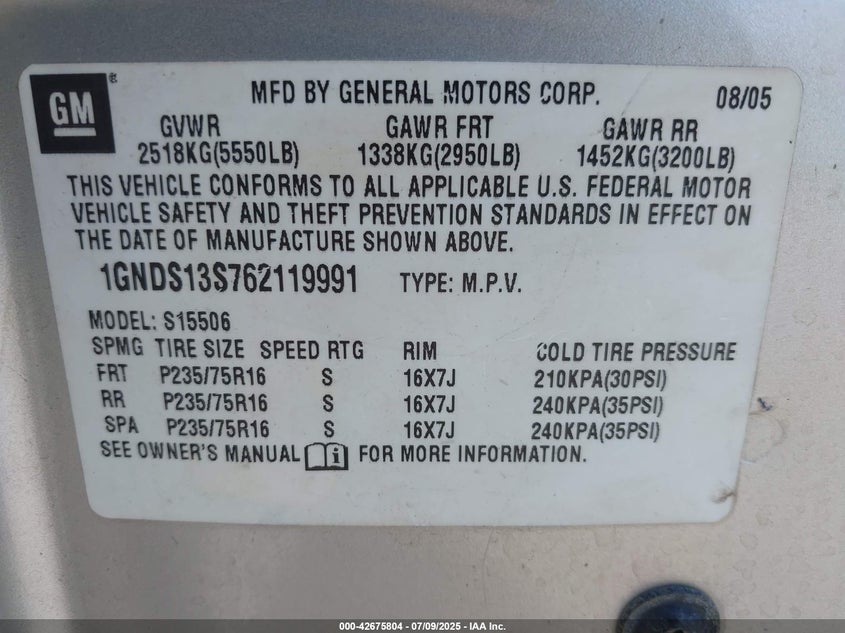 GM ®
MFD BY GENERAL MOTORS CORP. 08/05
GVWR GAWR FRT GAWR RR
2518KG(5550LB) 1338KG(2950LB) 1452KG(3200LB)
THIS VEHICLE CONFORMS TO ALL APPLICABLE U.S. FEDERAL MOTOR
VEHICLE SAFETY AND THEFT PREVENTION STANDARDS IN EFFECT ON
THE DATE OF MANUFACTURE SHOWN ABOVE.
1GNDS13S762119991 TYPE: M.P.V.
MODEL: S15506
SPMG TIRE SIZE SPEED RTG RIM COLD TIRE PRESSURE
FRT P235/75R16 S 16X7J 210KPA(30PSI)
RR P235/75R16 S 16X7J 240KPA(35PSI)
SPA P235/75R16 S 16X7J 240KPA(35PSI)
SEE OWNER'S MANUAL FOR MORE INFORMATION.
000-42675804 - 07/09/2025 - IAA Inc.